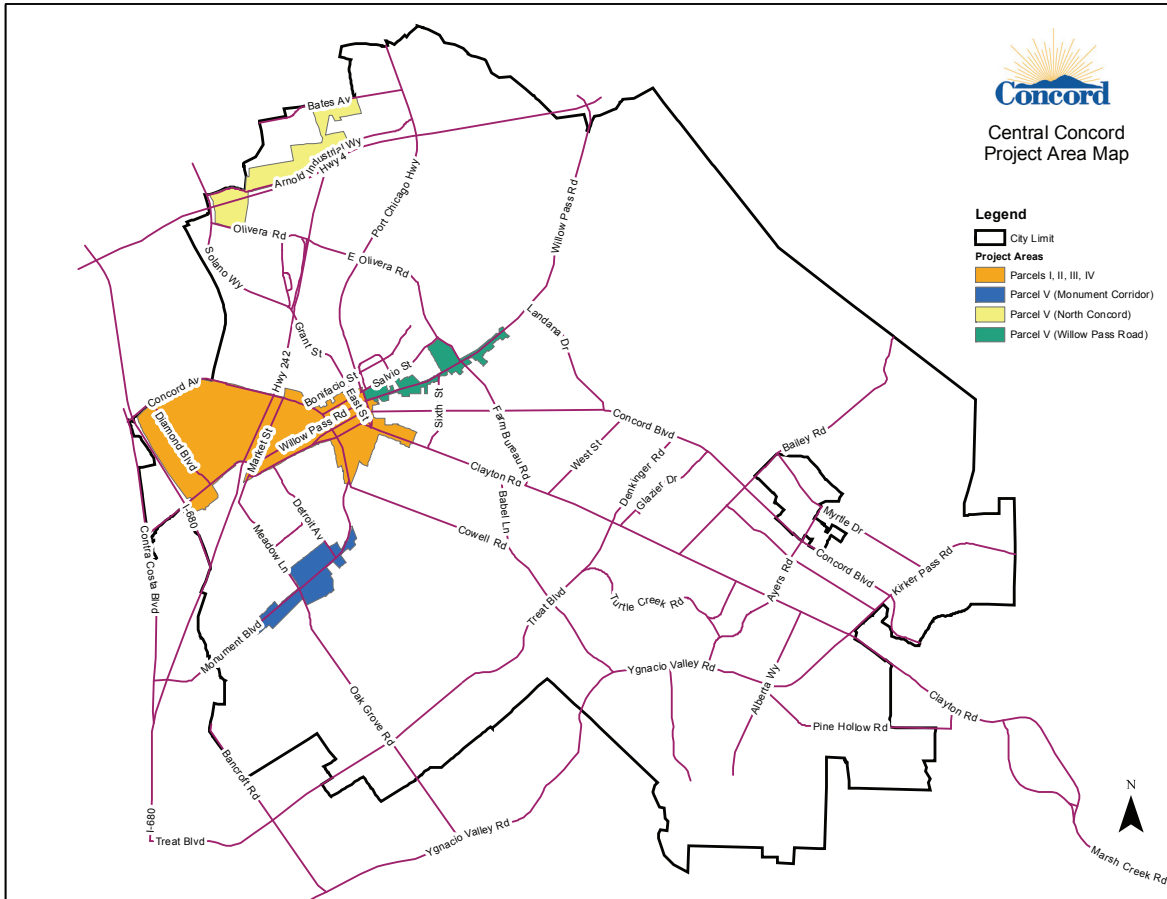 Concord
Central Concord
Project Area Map
Legend
City Limit
Project Areas
Parcels I, II, III, IV
Parcel V (Monument Corridor)
Parcel V (North Concord)
Parcel V (Willow Pass Road)
Bates Av
Arnold Industrial Wy
Hwy 4
Port Chicago Hwy
Willow Pass Rd
Olivera Rd
E Olivera Rd
Solano Wy
Grant St
Landana Dr
Hwy 242
Concord Av
Bonifacio St
Salvio St
East St
Sixth St
Diamond Blvd
Market St
Willow Pass Rd
Farm Bureau Rd
Concord Blvd
Clayton Rd
West St
Denkinger Rd
Glazier Dr
Bailey Rd
I-680
Detroit Av
Meadow Ln
Babel Ln
Cowell Rd
Myrtle Dr
Contra Costa Blvd
Concord Blvd
Kirker Pass Rd
Ayers Rd
Turtle Creek Rd
Treat Blvd
Monument Blvd
Ygnacio Valley Rd
Alberta Wy
Oak Grove Rd
Pine Hollow Rd
Clayton Rd
Bancroft Rd
I-680
Treat Blvd
Ygnacio Valley Rd
N
Marsh Creek Rd